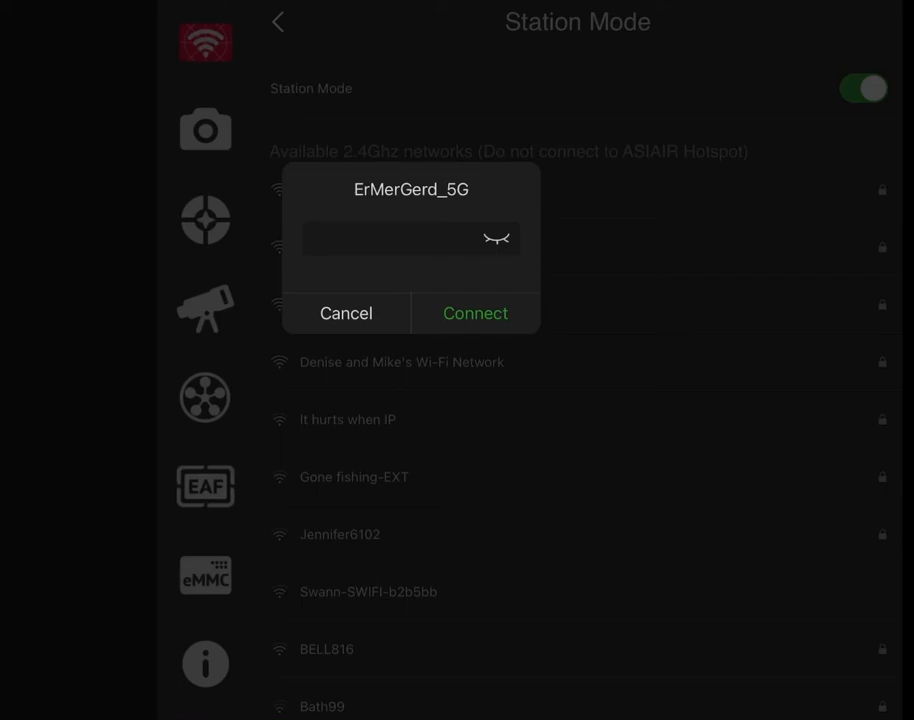 Station Mode
Station Mode
Available 2.4Ghz networks (Do not connect to ASIAIR Hotspot)
ErMerGerd_5G
Cancel
Connect
Denise and Mike's Wi-Fi Network
It hurts when IP
Gone fishing-EXT
EAF
Jennifer6102
eMMC
Swann-SWIFI-b2b5bb
BELL816
Bath99